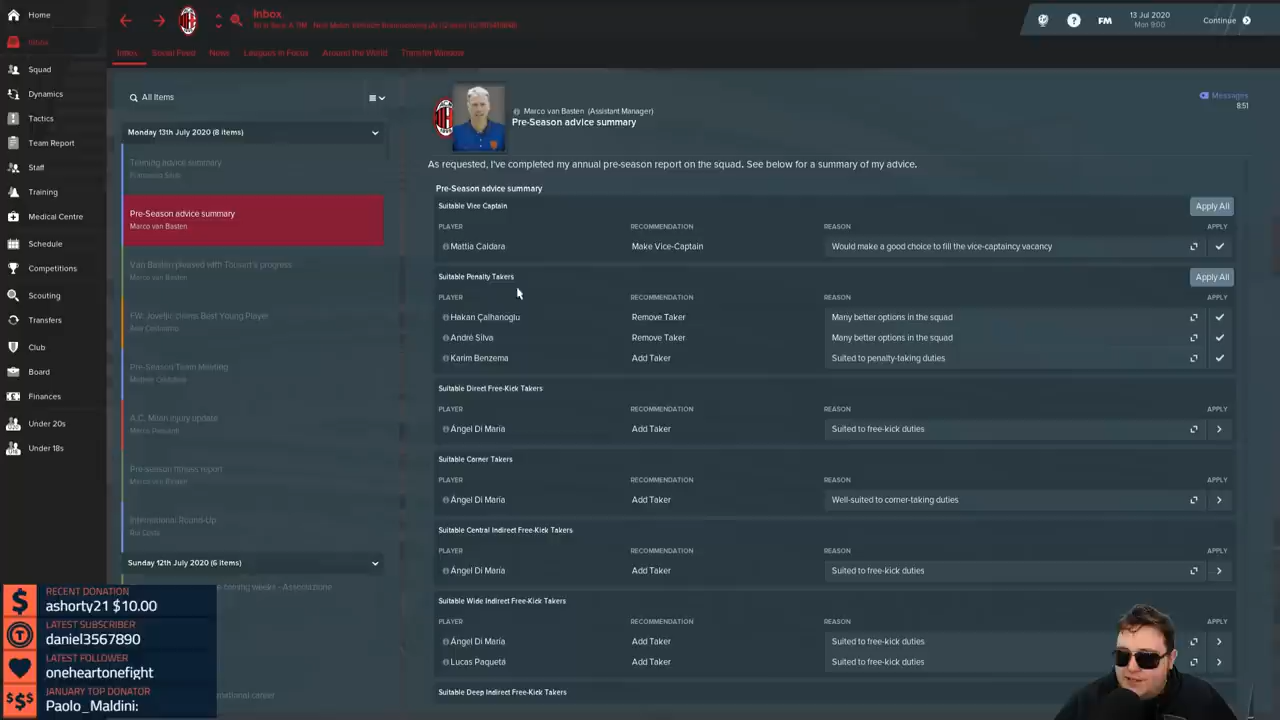 Home
Inbox
Squad
Dynamics
Tactics
Team Report
Staff
Training
Medical Centre
Schedule
Competitions
Scouting
Transfers
Club
Board
Finances
Under 20s
Under 18s
Inbox
13 Jul 2020
Mon 9:00
FM
Continue
Inbox
Social Feed
News
Leagues in Focus
Around the World
Transfer Window
All Items
Monday 13th July 2020 (8 items)
Training advice summary
Pre-Season advice summary
Marco van Basten
Van Basten pleased with Tousart's progress
Marco van Basten
FW: Joveljic claims Best Young Player
Pre-Season Team Meeting
A.C. Milan injury update
Pre-season fitness report
Marco van Basten
International Round-Up
Rui Costa
Sunday 12th July 2020 (6 items)
coming weeks - Associazione
national career
RECENT DONATION
ashorty21 $10.00
LATEST SUBSCRIBER
daniel3567890
LATEST FOLLOWER
oneheartonefight
JANUARY TOP DONATOR
Paolo_Maldini:
Marco van Basten (Assistant Manager)
Pre-Season advice summary
Messages
8:51
As requested, I've completed my annual pre-season report on the squad. See below for a summary of my advice.
Pre-Season advice summary
Suitable Vice Captain
Apply All
PLAYER RECOMMENDATION REASON APPLY
Mattia Caldara Make Vice-Captain Would make a good choice to fill the vice-captaincy vacancy
Suitable Penalty Takers
Apply All
PLAYER RECOMMENDATION REASON APPLY
Hakan Çalhanoglu Remove Taker Many better options in the squad
André Silva Remove Taker Many better options in the squad
Karim Benzema Add Taker Suited to penalty-taking duties
Suitable Direct Free-Kick Takers
PLAYER RECOMMENDATION REASON APPLY
Ángel Di María Add Taker Suited to free-kick duties
Suitable Corner Takers
PLAYER RECOMMENDATION REASON APPLY
Ángel Di María Add Taker Well-suited to corner-taking duties
Suitable Central Indirect Free-Kick Takers
PLAYER RECOMMENDATION REASON APPLY
Ángel Di María Add Taker Suited to free-kick duties
Suitable Wide Indirect Free-Kick Takers
PLAYER RECOMMENDATION REASON APPLY
Ángel Di María Add Taker Suited to free-kick duties
Lucas Paquetá Add Taker Suited to free-kick duties
Suitable Deep Indirect Free-Kick Takers